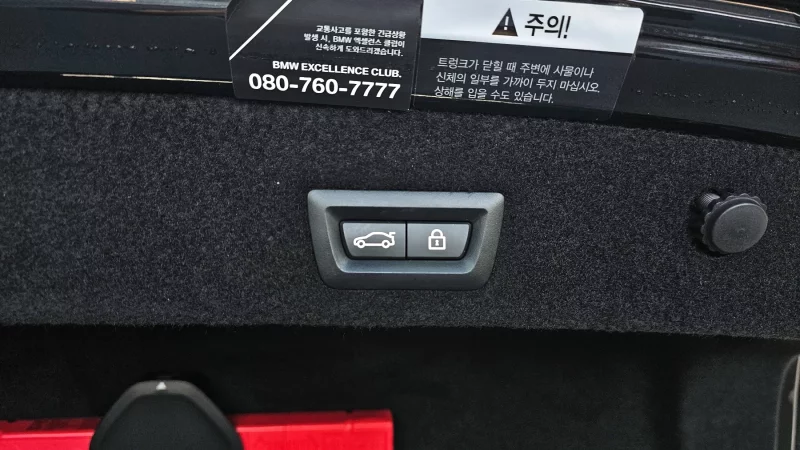 교통사고를 포함한 긴급상황
발생 시, BMW 엑셀런스 클럽이
신속하게 도와드리겠습니다.
BMW EXCELLENCE CLUB.
080-760-7777
주의!
트렁크가 닫힐 때 주변에 사물이나
신체의 일부를 가까이 두지 마십시오.
상해를 입을 수도 있습니다.